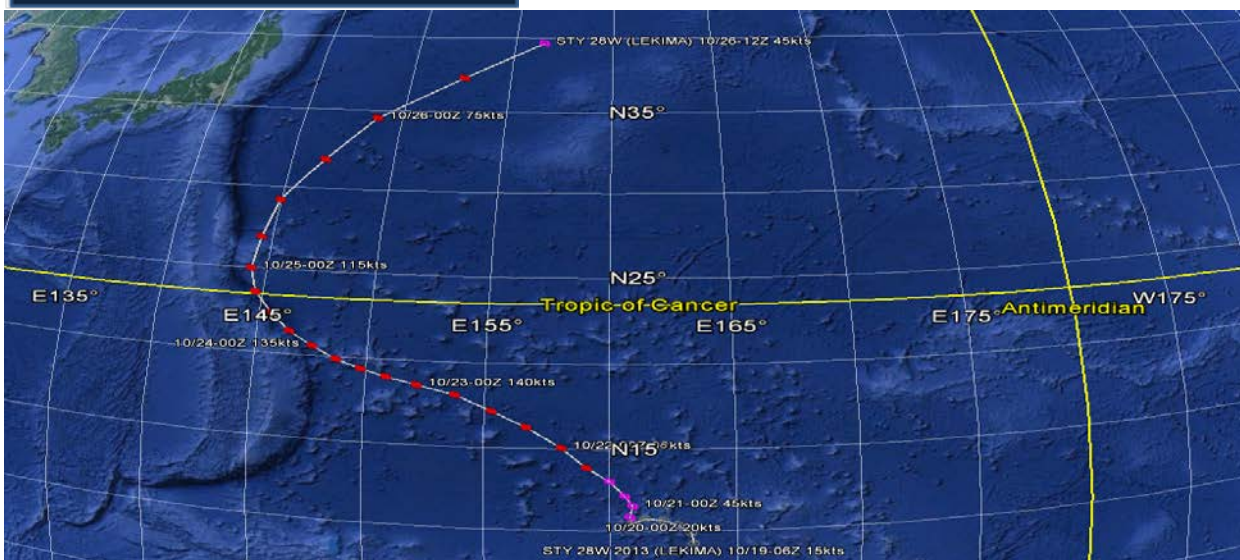 STY 28W (LEKIMA) 10/26-12Z 45kts
10/26-00Z 75kts
N35°
10/25-00Z 115kts
N25°
E135°
Tropic of Cancer
Antimeridian
W175°
E145°
E155°
E165°
E175°
10/24-00Z 135kts
10/23-00Z 140kts
N15°
10/21-00Z 45kts
10/20-00Z 20kts
STY 28W 2013 (LEKIMA) 10/19-06Z 15kts